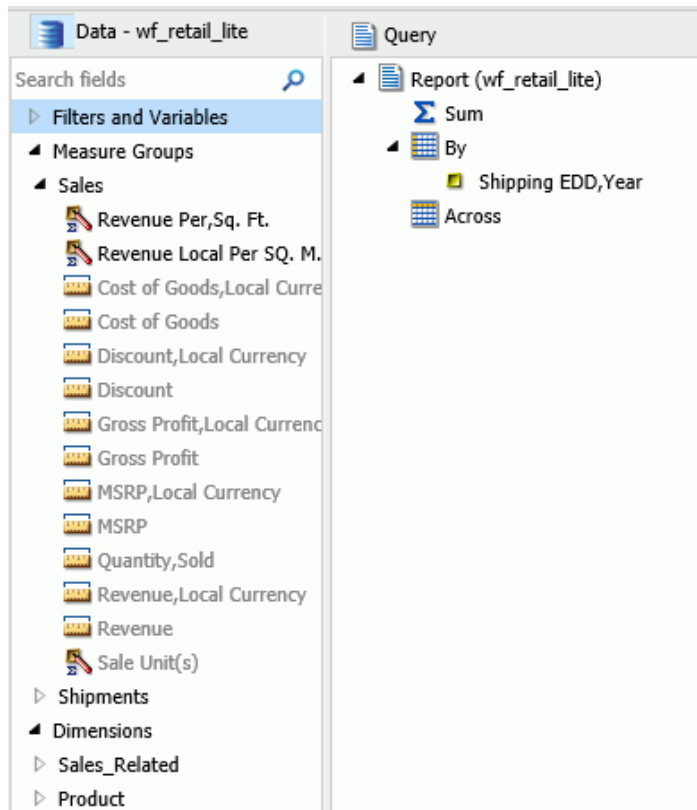 Data - wf_retail_lite
Search fields
Filters and Variables
Measure Groups
Sales
Revenue Per,Sq. Ft.
Revenue Local Per SQ. M.
Cost of Goods,Local Curre
Cost of Goods
Discount,Local Currency
Discount
Gross Profit,Local Currenc
Gross Profit
MSRP,Local Currency
MSRP
Quantity,Sold
Revenue,Local Currency
Revenue
Sale Unit(s)
Shipments
Dimensions
Sales_Related
Product
Query
Report (wf_retail_lite)
Sum
By
Shipping EDD,Year
Across